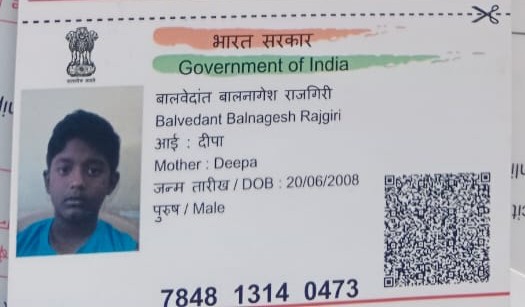 भारत सरकार
Government of India
बालवेदांत बालनागेश राजगिरी
Balvedant Balnagesh Rajgiri
आई : दीपा
Mother : Deepa
जन्म तारीख / DOB : 20/06/2008
पुरुष / Male
7848 1314 0473